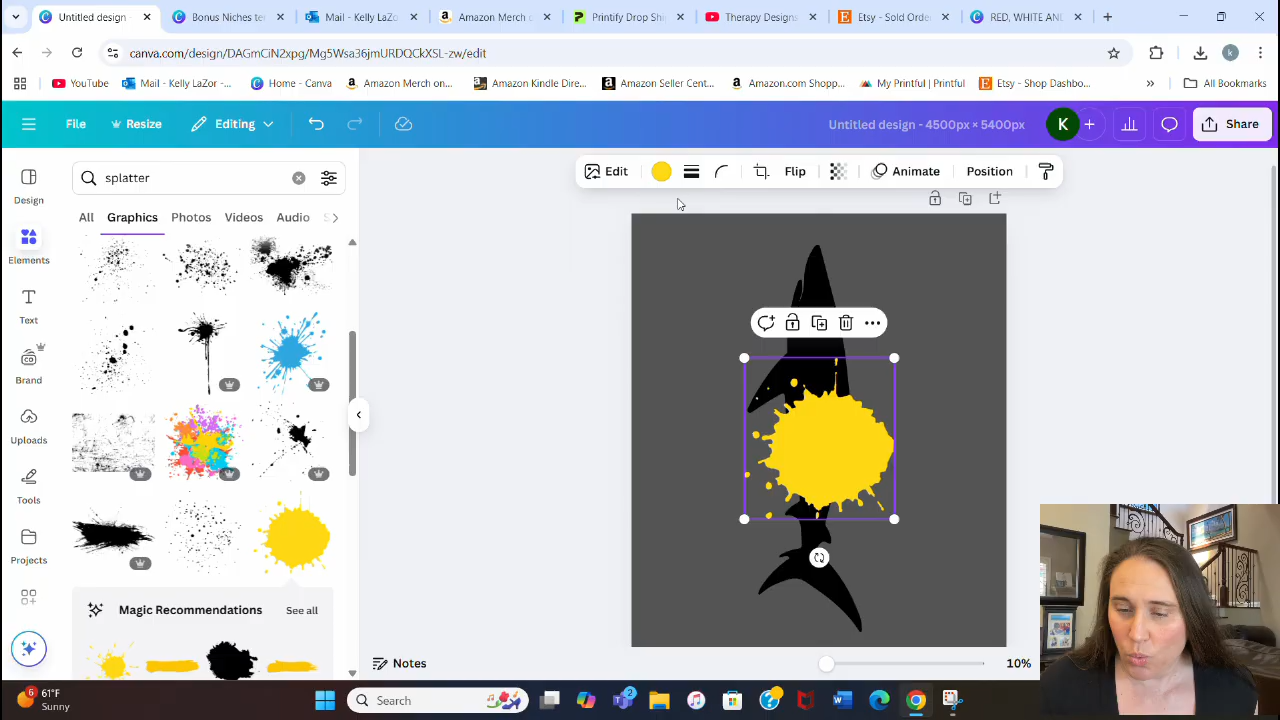 Untitled design -
Bonus Niches te
Mail - Kelly LaZor
Amazon Merch o
Printify Drop Sh
Therapy Designs
Etsy - Sold Order
RED, WHITE AN
canva.com/design/DAGmCiN2xpg/Mg5Wsa36jmURDQCkXSL-zw/edit
k
YouTube
Mail - Kelly LaZor -...
Home - Canva
Amazon Merch on...
Amazon Kindle Dire...
Amazon Seller Cent...
Amazon.com Shopp...
My Printful | Printful
Etsy - Shop Dashbo...
All Bookmarks
File
Resize
Editing
Untitled design - 4500px × 5400px
K
Share
Design
Elements
Text
Brand
Uploads
Tools
Projects
splatter
All
Graphics
Photos
Videos
Audio
Magic Recommendations
See all
Edit
Flip
Animate
Position
Notes
10%
6
61°F
Sunny
Search